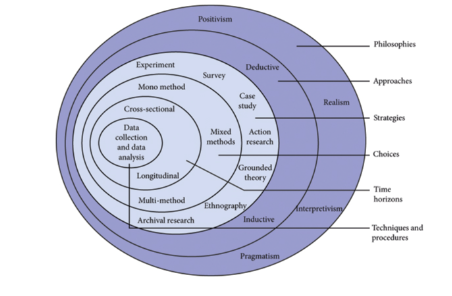 Positivism
Philosophies
Experiment
Survey
Deductive
Approaches
Mono method
Case
study
Realism
Cross-sectional
Strategies
Data
collection
and data
analysis
Mixed
methods
Action
research
Choices
Grounded
theory
Longitudinal
Time
horizons
Multi-method
Ethnography
Interpretivism
Archival research
Inductive
Techniques and
procedures
Pragmatism